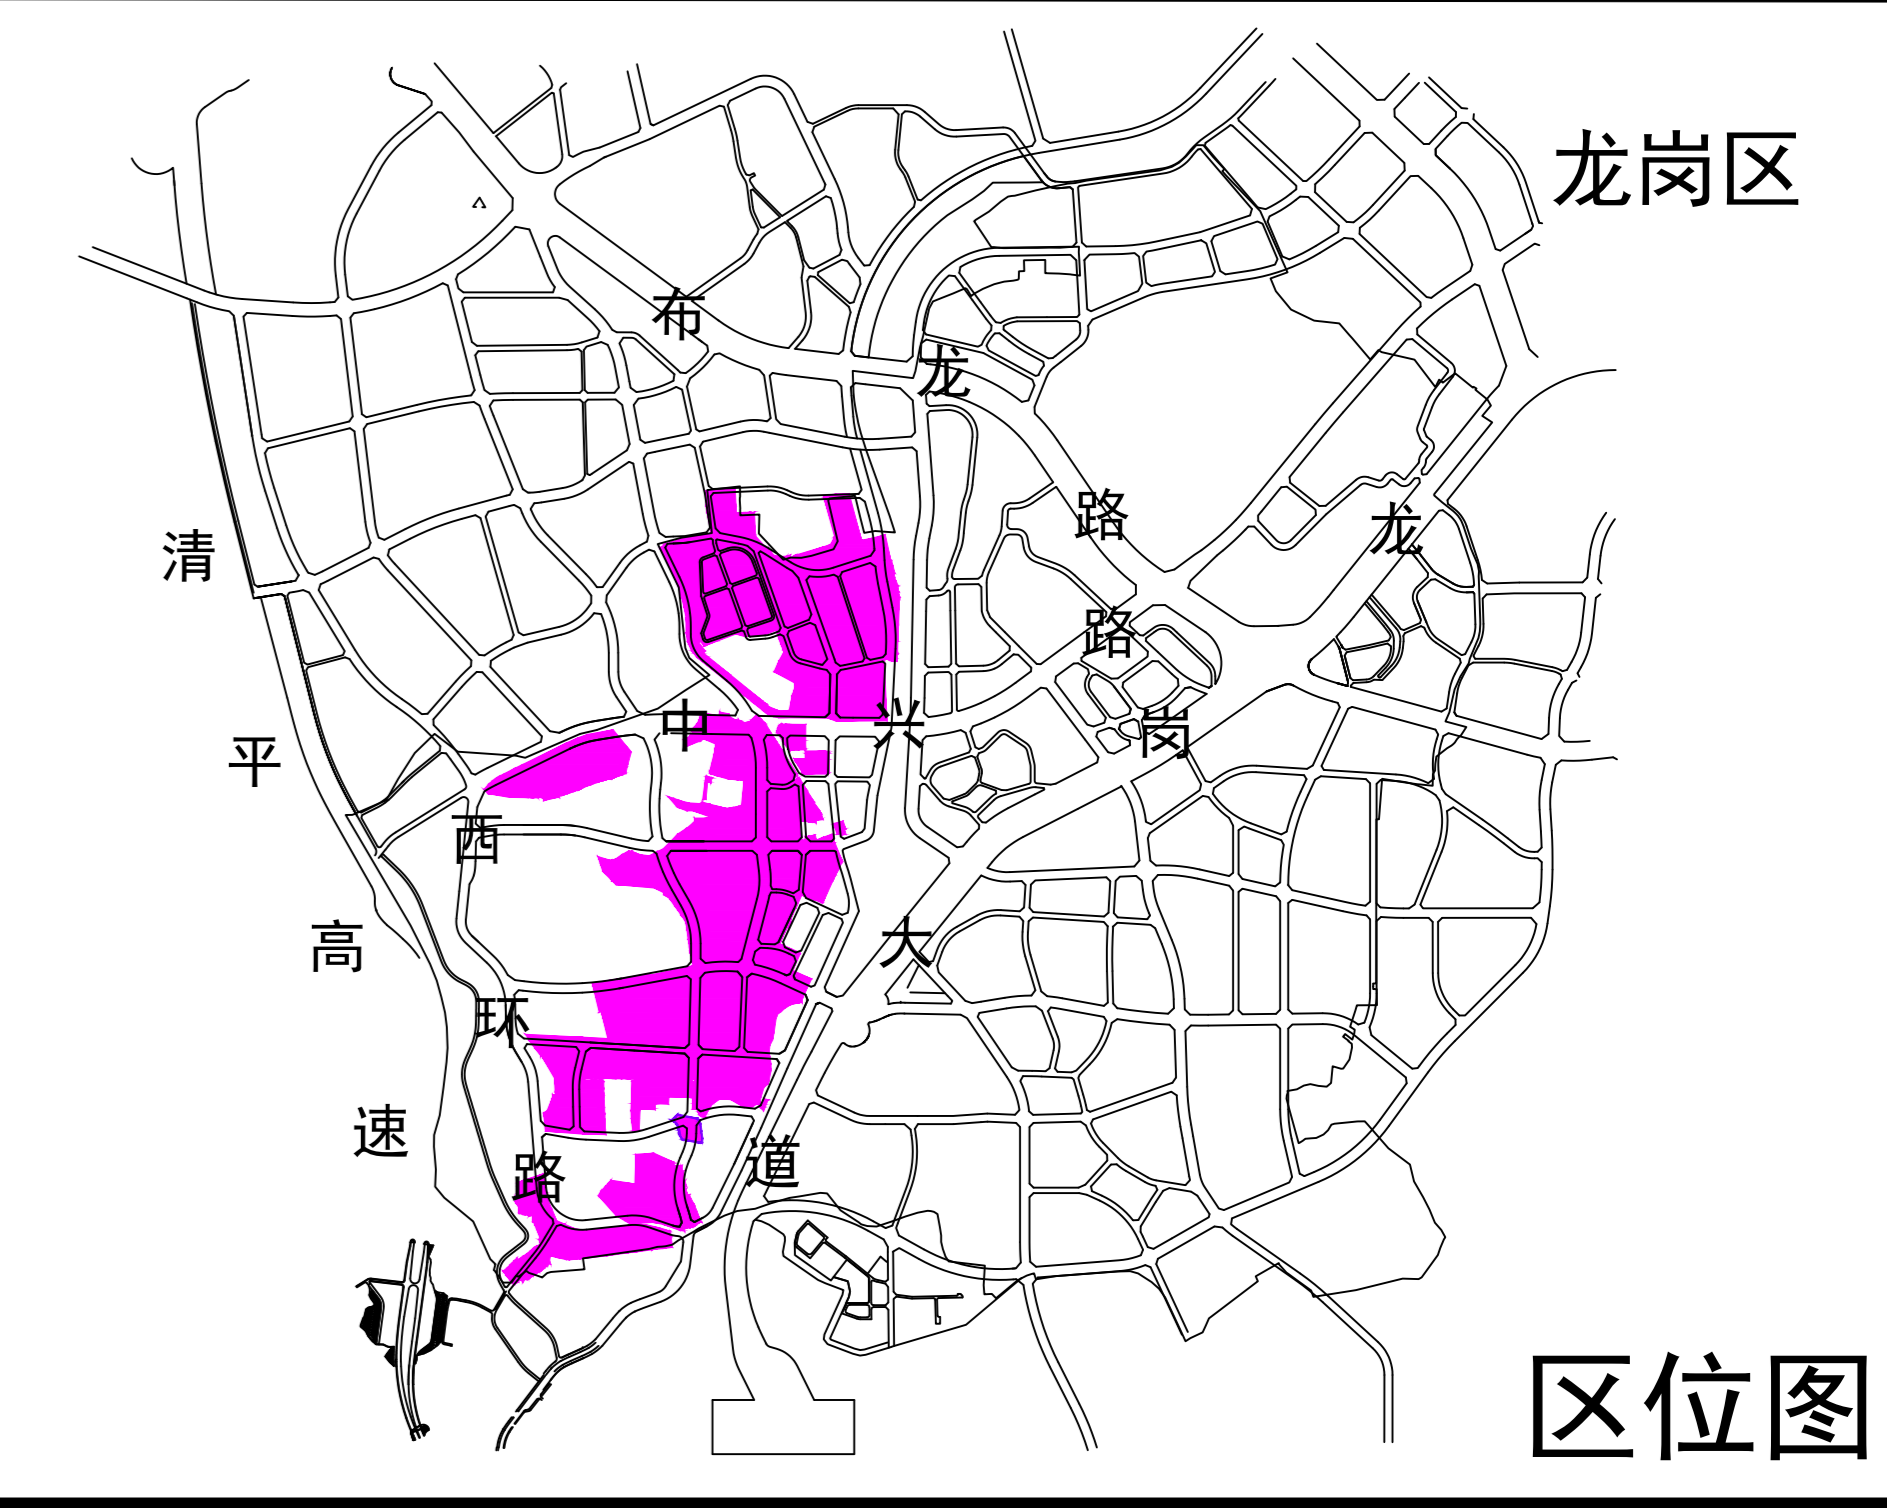 龙岗区
布龙路
清平高速
中兴路
龙岗大道
西环路
区位图